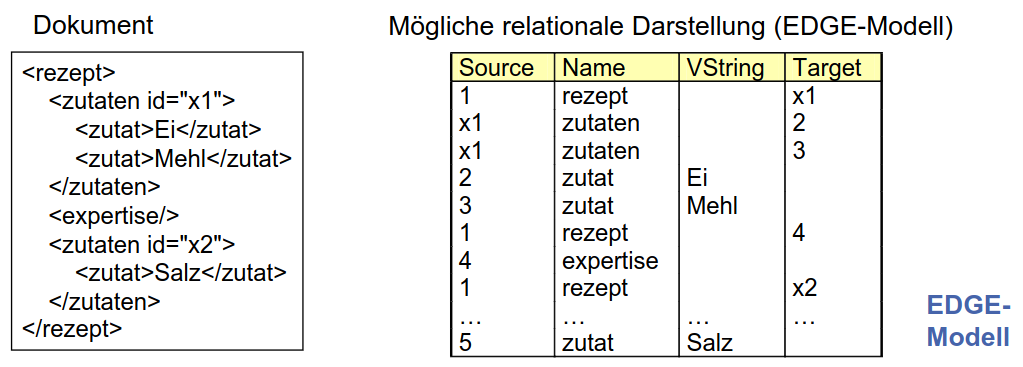 Dokument
<rezept>
<zutaten id="x1">
<zutat>Ei</zutat>
<zutat>Mehl</zutat>
</zutaten>
<expertise/>
<zutaten id="x2">
<zutat>Salz</zutat>
</zutaten>
</rezept>
Mögliche relationale Darstellung (EDGE-Modell)
Source Name VString Target
1 rezept x1
x1 zutaten 2
x1 zutaten 3
2 zutat Ei
3 zutat Mehl
1 rezept 4
4 expertise
1 rezept x2
… … … …
5 zutat Salz
EDGE-
Modell